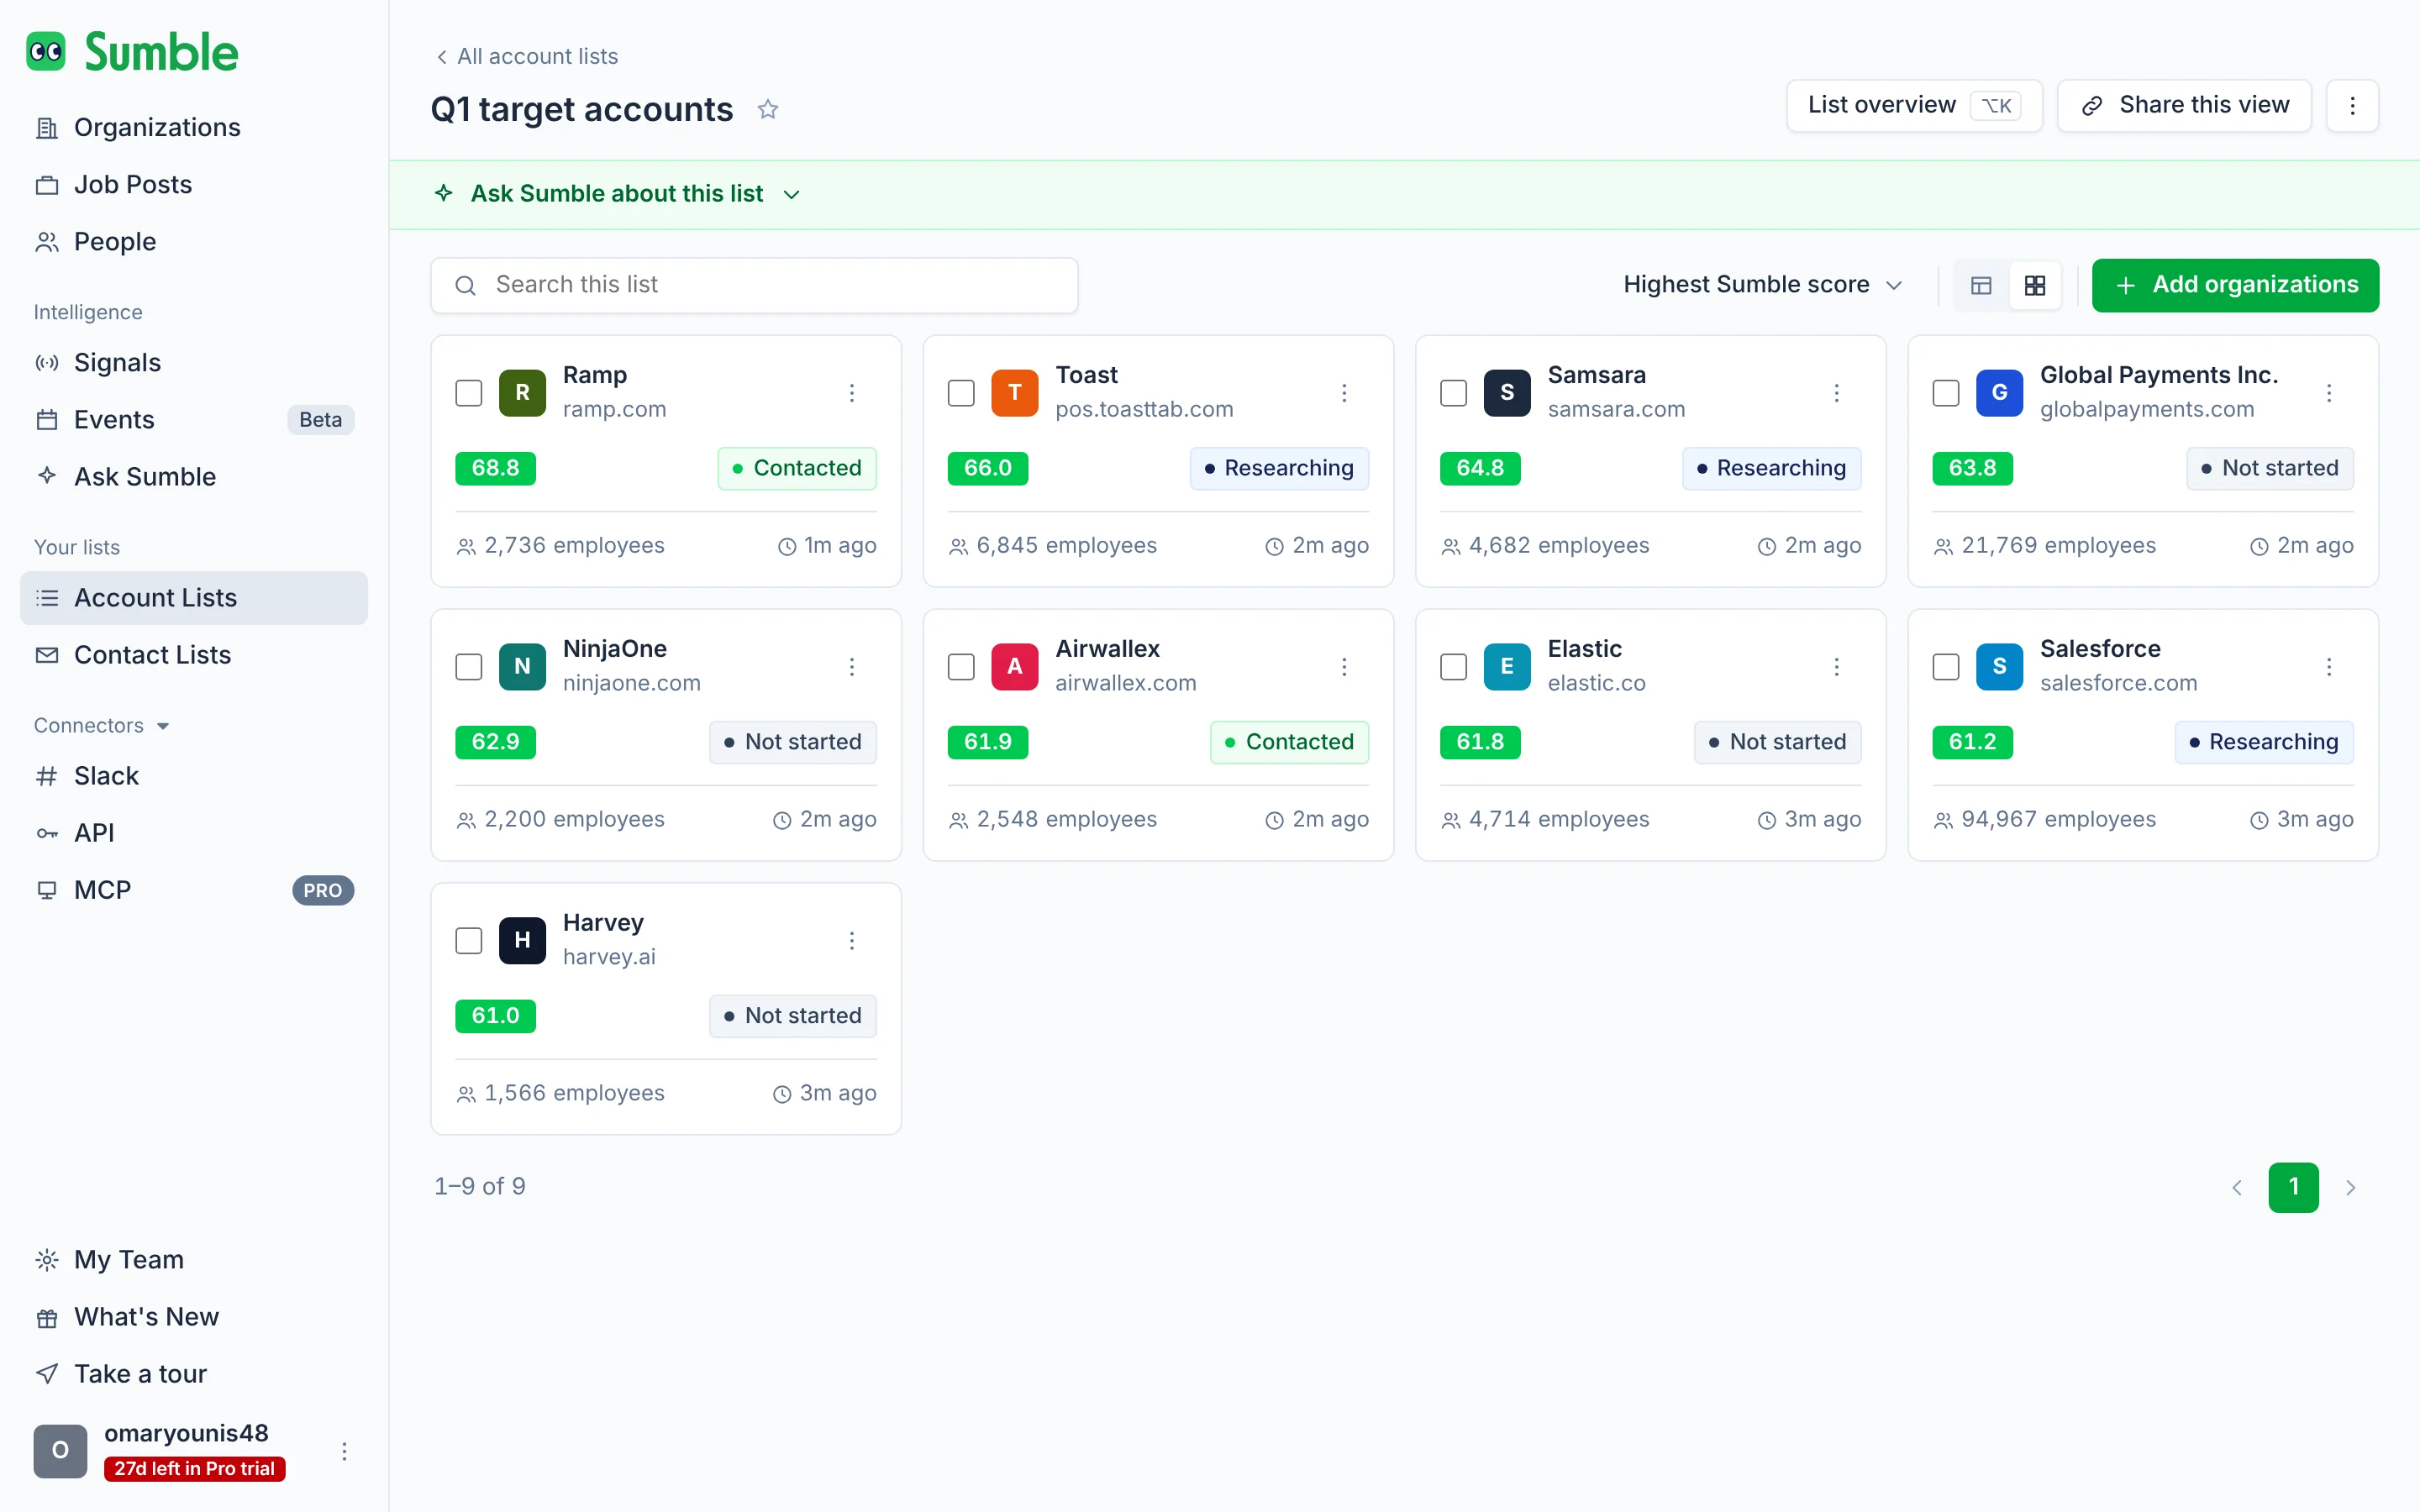 Sumble
Organizations
Job Posts
People
Intelligence
Signals
Events Beta
Ask Sumble
Your lists
Account Lists
Contact Lists
Connectors
Slack
API
MCP PRO
My Team
What's New
Take a tour
O omaryounis48
27d left in Pro trial
All account lists
Q1 target accounts
List overview ⌥K Share this view
Ask Sumble about this list
Search this list Highest Sumble score Add organizations
R Ramp
ramp.com
68.8 Contacted
2,736 employees 1m ago
T Toast
pos.toasttab.com
66.0 Researching
6,845 employees 2m ago
S Samsara
samsara.com
64.8 Researching
4,682 employees 2m ago
G Global Payments Inc.
globalpayments.com
63.8 Not started
21,769 employees 2m ago
N NinjaOne
ninjaone.com
62.9 Not started
2,200 employees 2m ago
A Airwallex
airwallex.com
61.9 Contacted
2,548 employees 2m ago
E Elastic
elastic.co
61.8 Not started
4,714 employees 3m ago
S Salesforce
salesforce.com
61.2 Researching
94,967 employees 3m ago
H Harvey
harvey.ai
61.0 Not started
1,566 employees 3m ago
1–9 of 9 1